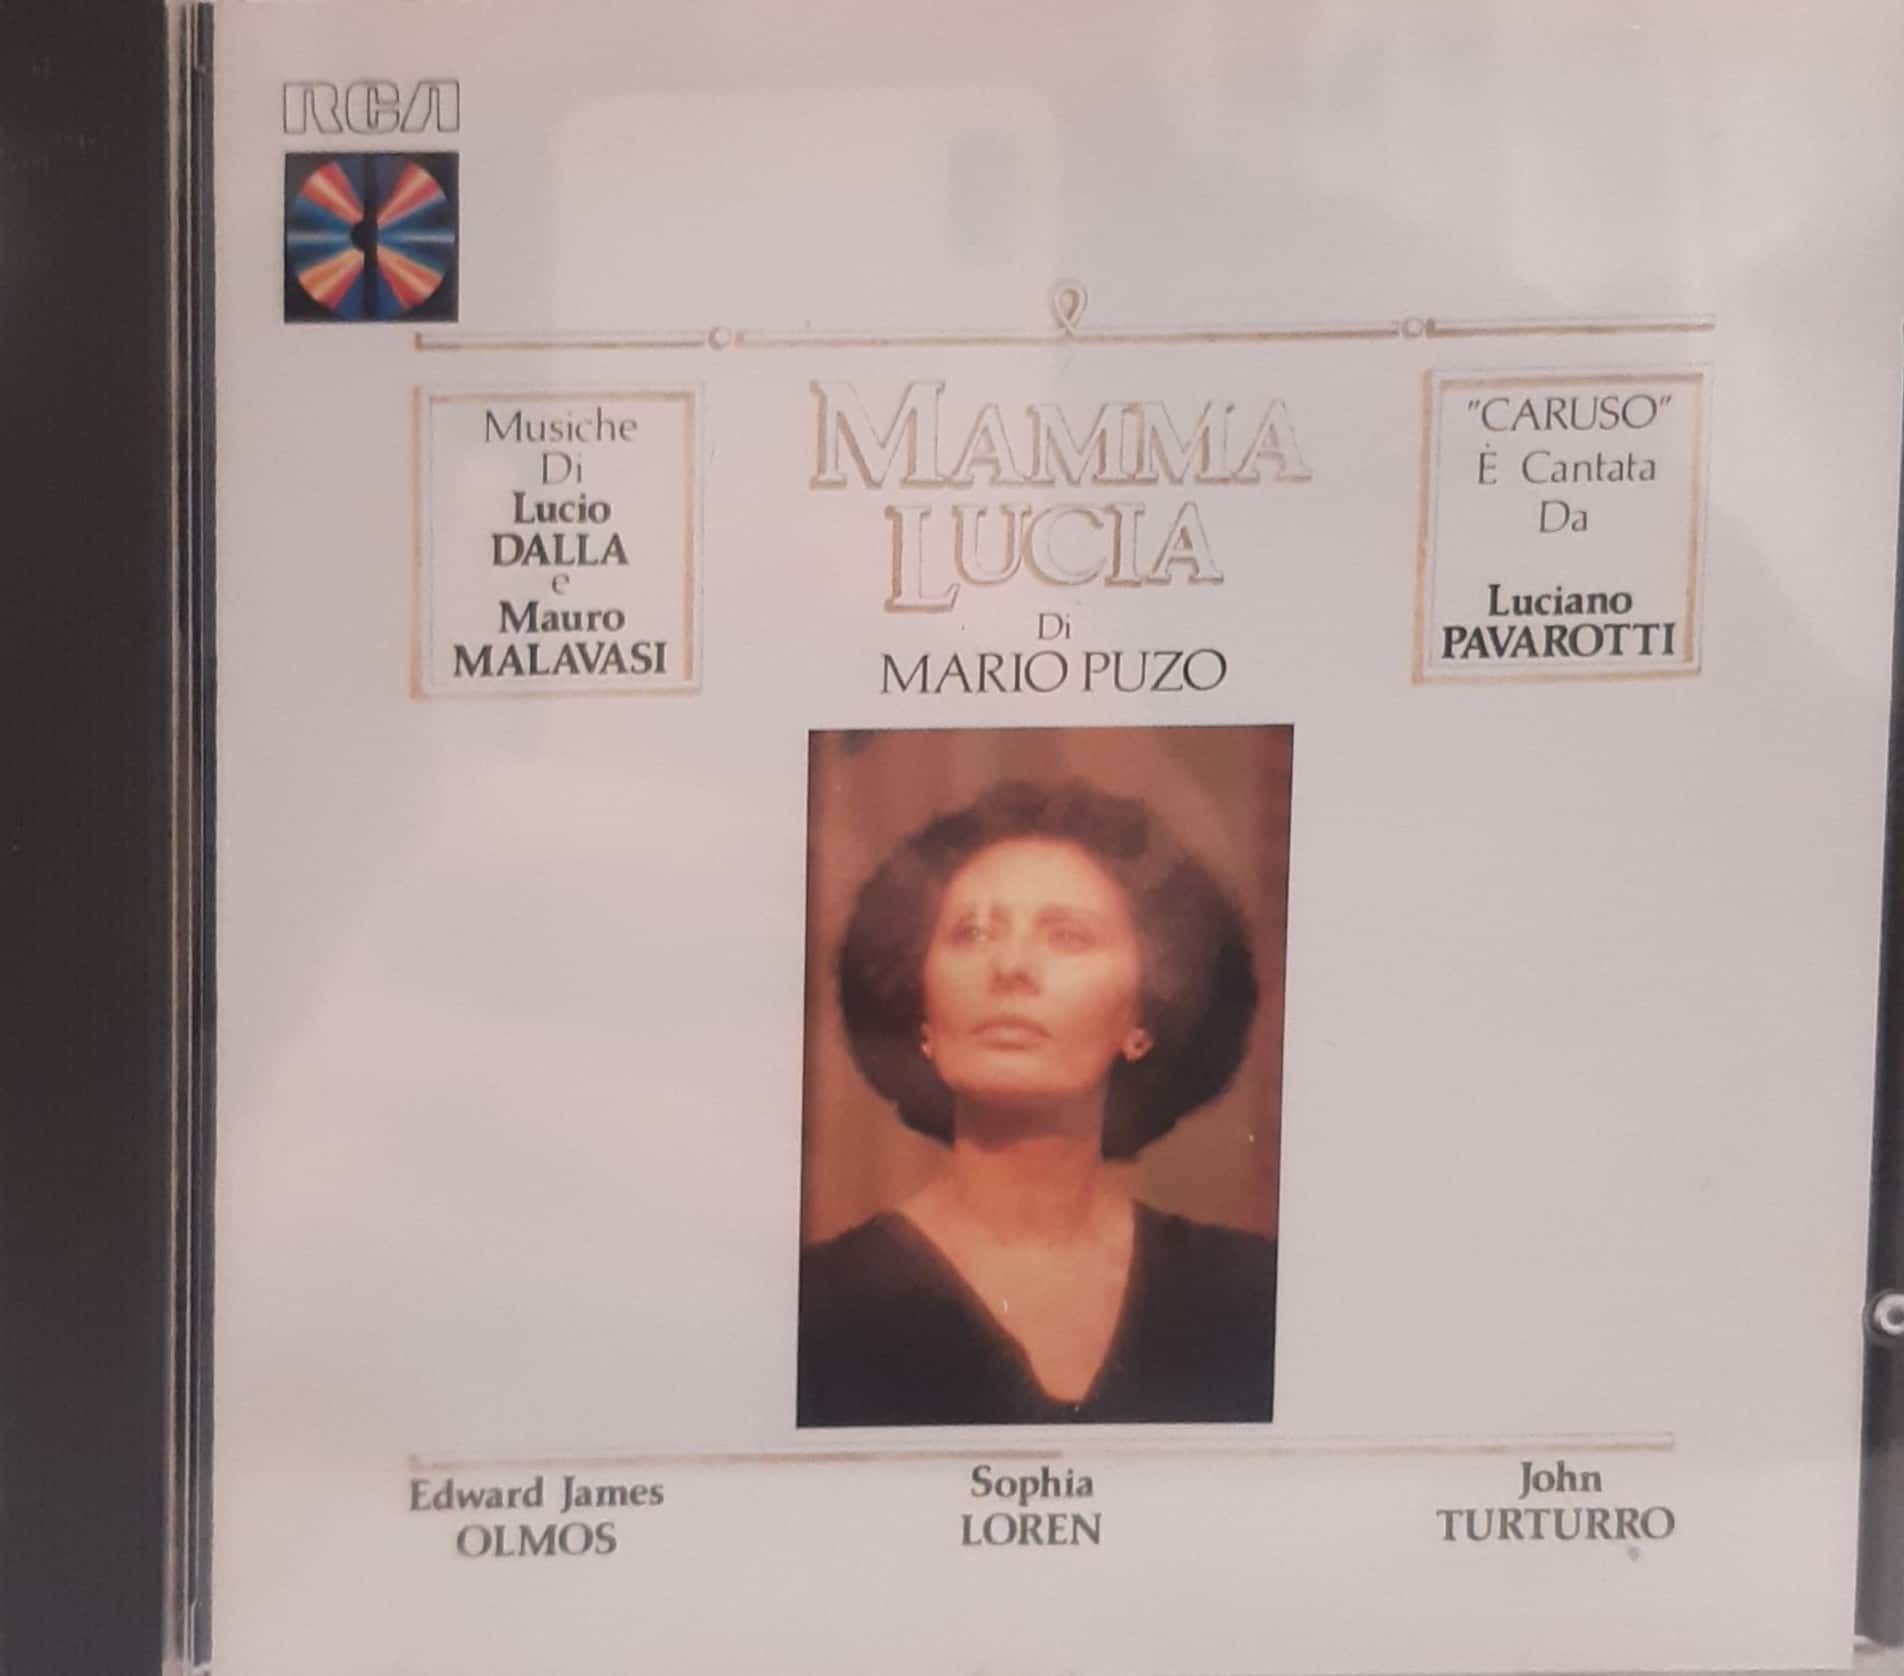 RCA
Musiche
Di
Lucio
DALLA
e
Mauro
MALAVASI
MAMMA
LUCIA
Di
MARIO PUZO
"CARUSO"
È Cantata
Da
Luciano
PAVAROTTI
Edward James
OLMOS
Sophia
LOREN
John
TURTURRO